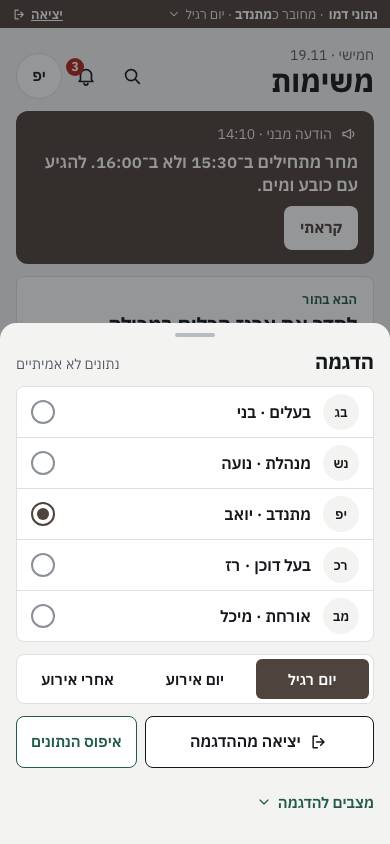 נתוני דמו · מחובר כמתנדב · יום רגיל
יציאה
חמישי · 19.11
משימות
3
יפ
הודעה מבני · 14:10
מחר מתחילים ב־15:30 ולא ב־16:00. להגיע
עם כובע ומים.
קראתי
הבא בתור
הדגמה
נתונים לא אמיתיים
בג
בעלים · בני
נש
מנהלת · נועה
יפ
מתנדב · יואב
רכ
בעל דוכן · רז
מב
אורחת · מיכל
יום רגיל
יום אירוע
אחרי אירוע
יציאה מההדגמה
איפוס הנתונים
מצבים להדגמה